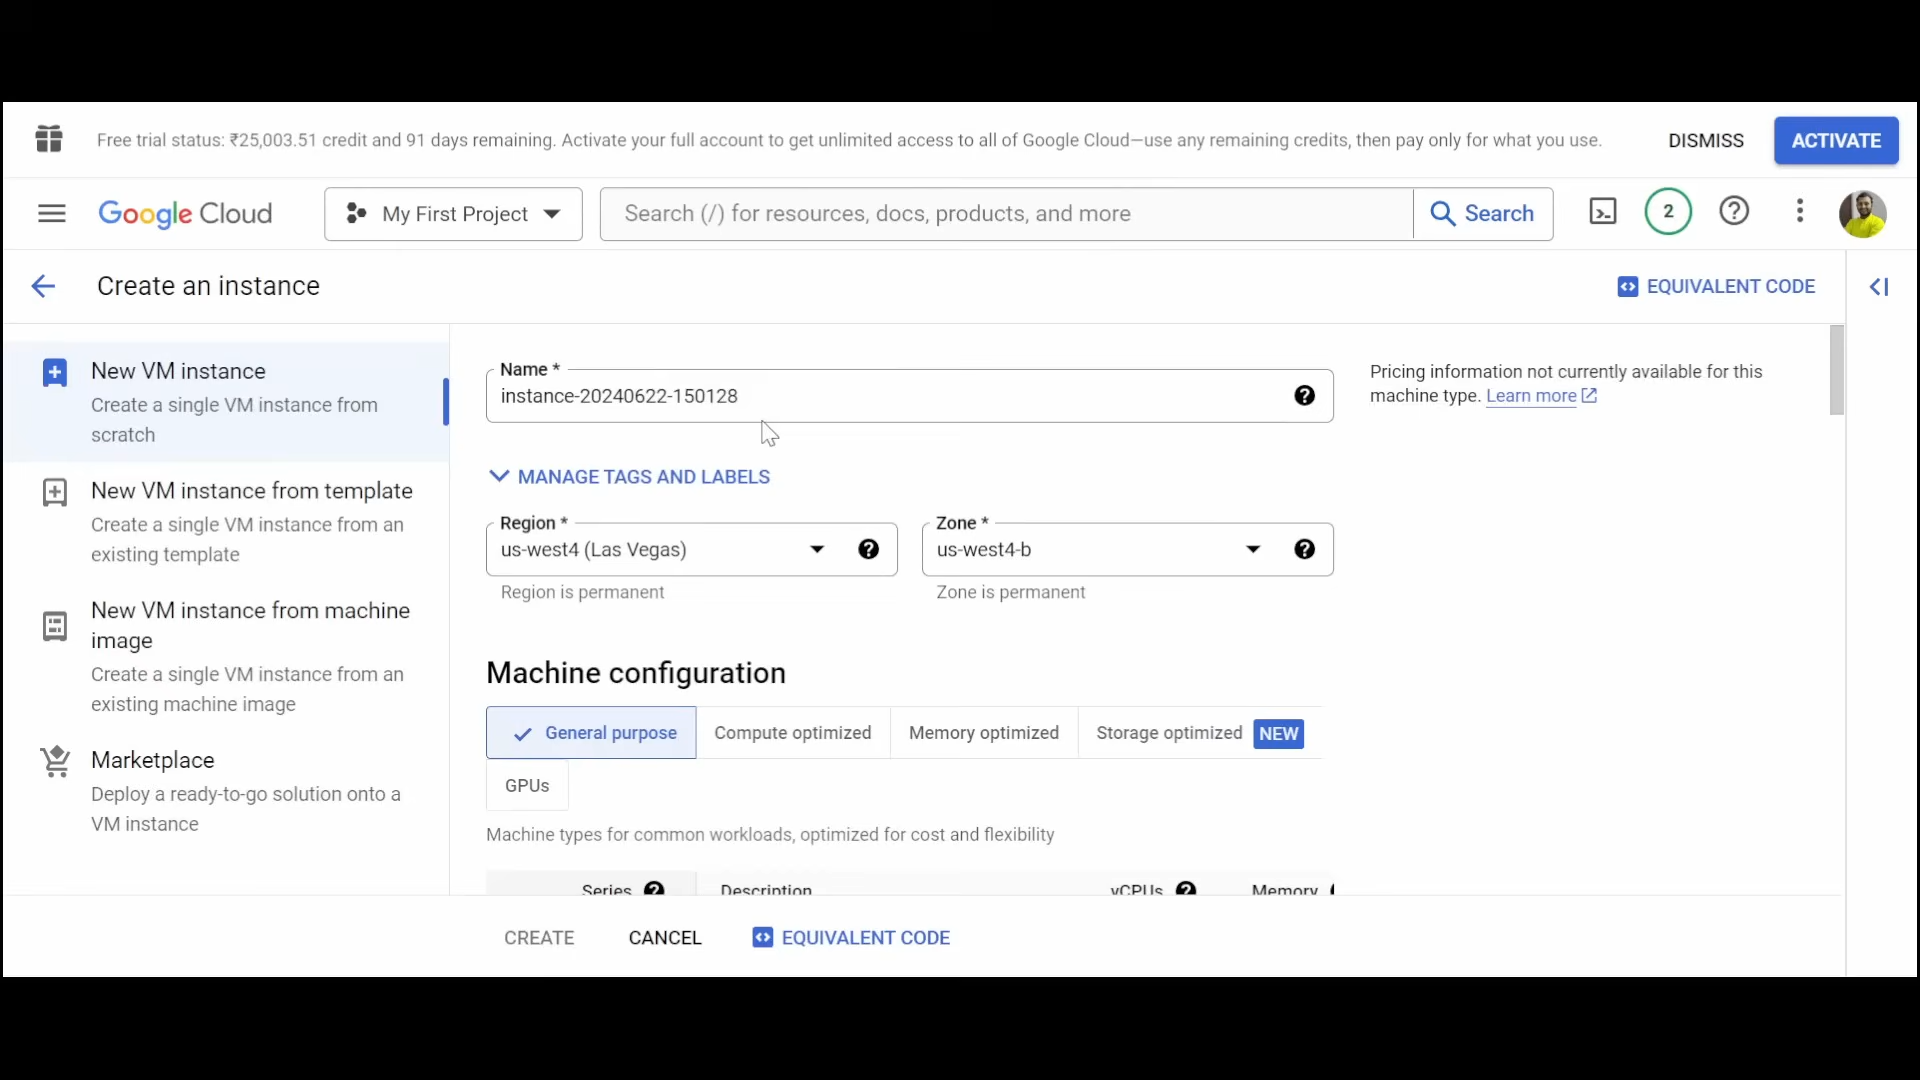 Free trial status: ₹25,003.51 credit and 91 days remaining. Activate your full account to get unlimited access to all of Google Cloud—use any remaining credits, then pay only for what you use.
DISMISS
ACTIVATE
Google Cloud
My First Project
Search (/) for resources, docs, products, and more
Search
2
Create an instance
EQUIVALENT CODE
New VM instance
Create a single VM instance from
scratch
New VM instance from template
Create a single VM instance from an
existing template
New VM instance from machine
image
Create a single VM instance from an
existing machine image
Marketplace
Deploy a ready-to-go solution onto a
VM instance
Name *
instance-20240622-150128
Pricing information not currently available for this
machine type. Learn more
MANAGE TAGS AND LABELS
Region *
us-west4 (Las Vegas)
Region is permanent
Zone *
us-west4-b
Zone is permanent
Machine configuration
General purpose
Compute optimized
Memory optimized
Storage optimized NEW
GPUs
Machine types for common workloads, optimized for cost and flexibility
Series
Description
vCPUs
Memory
CREATE
CANCEL
EQUIVALENT CODE